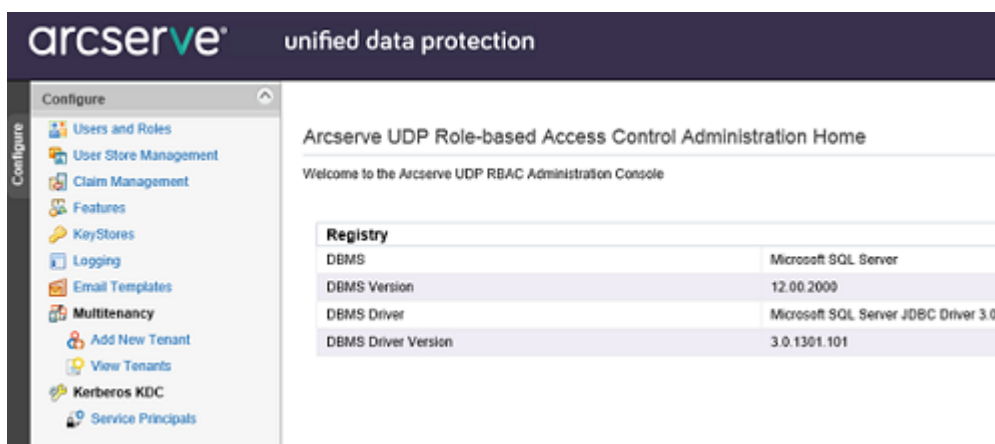 arcserve® unified data protection
Configure
Configure
Users and Roles
User Store Management
Claim Management
Features
KeyStores
Logging
Email Templates
Multitenancy
Add New Tenant
View Tenants
Kerberos KDC
Service Principals
Arcserve UDP Role-based Access Control Administration Home
Welcome to the Arcserve UDP RBAC Administration Console
Registry
DBMS Microsoft SQL Server
DBMS Version 12.00.2000
DBMS Driver Microsoft SQL Server JDBC Driver 3.0
DBMS Driver Version 3.0.1301.101